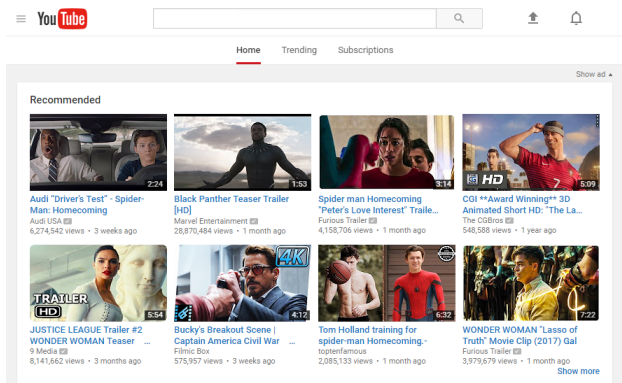 YouTube
Home Trending Subscriptions
Show ad
Recommended
2:24 1:53 3:14 HD 5:09
Audi "Driver's Test" - Spider-
Man: Homecoming
Audi USA
6,274,542 views • 3 weeks ago
Black Panther Teaser Trailer
[HD]
Marvel Entertainment
28,870,484 views • 1 month ago
Spider man Homecoming
"Peter's Love Interest" Traile...
Furious Trailer
4,158,706 views • 1 month ago
CGI **Award Winning** 3D
Animated Short HD: "The La...
The CGBros
548,588 views • 1 year ago
TRAILER
HD 5:54 4K 4:12 6:32 7:22
JUSTICE LEAGUE Trailer #2
WONDER WOMAN Teaser ...
9 Media
8,141,662 views • 3 months ago
Bucky's Breakout Scene |
Captain America Civil War ...
Filmic Box
575,957 views • 3 weeks ago
Tom Holland training for
spider-man Homecoming.-
toptenfamous
2,085,133 views • 1 month ago
WONDER WOMAN "Lasso of
Truth" Movie Clip (2017) Gal
Furious Trailer
3,979,679 views • 1 month ago
Show more